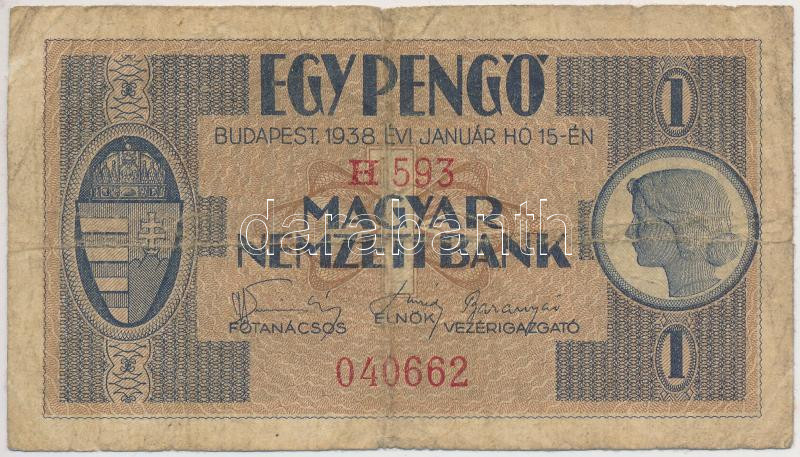 EGY PENGŐ
1
BUDAPEST, 1938. ÉVI JANUÁR HÓ 15-ÉN
H 593
MAGYAR
darabanth
NEMZETI BANK
FŐTANÁCSOS ELNÖK VEZÉRIGAZGATÓ
040662
1